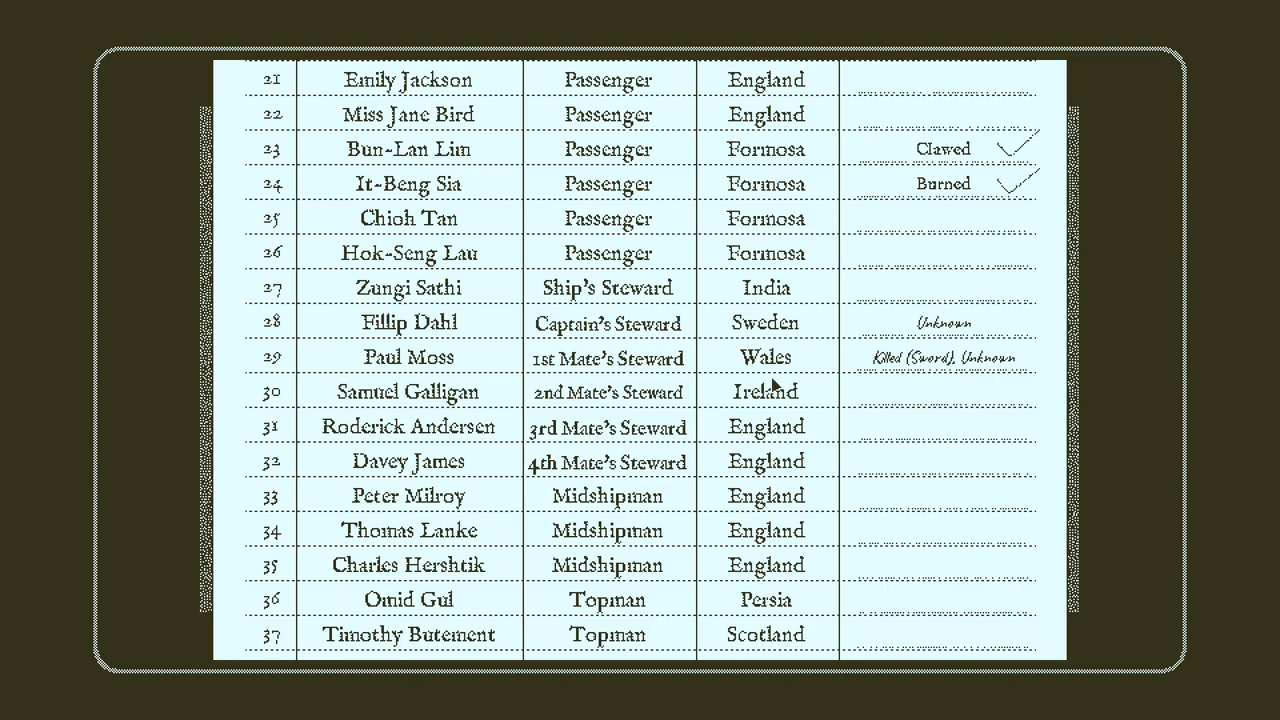 21 Emily Jackson Passenger England
22 Miss Jane Bird Passenger England
23 Bun-Lan Lim Passenger Formosa Clawed
24 It-Beng Sia Passenger Formosa Burned
25 Chioh Tan Passenger Formosa
26 Hok-Seng Lau Passenger Formosa
27 Zungi Sathi Ship's Steward India
28 Fillip Dahl Captain's Steward Sweden Unknown
29 Paul Moss 1st Mate's Steward Wales Killed (Sword), Unknown
30 Samuel Galligan 2nd Mate's Steward Ireland
31 Roderick Andersen 3rd Mate's Steward England
32 Davey James 4th Mate's Steward England
33 Peter Milroy Midshipman England
34 Thomas Lanke Midshipman England
35 Charles Hershtik Midshipman England
36 Omid Gul Topman Persia
37 Timothy Butement Topman Scotland